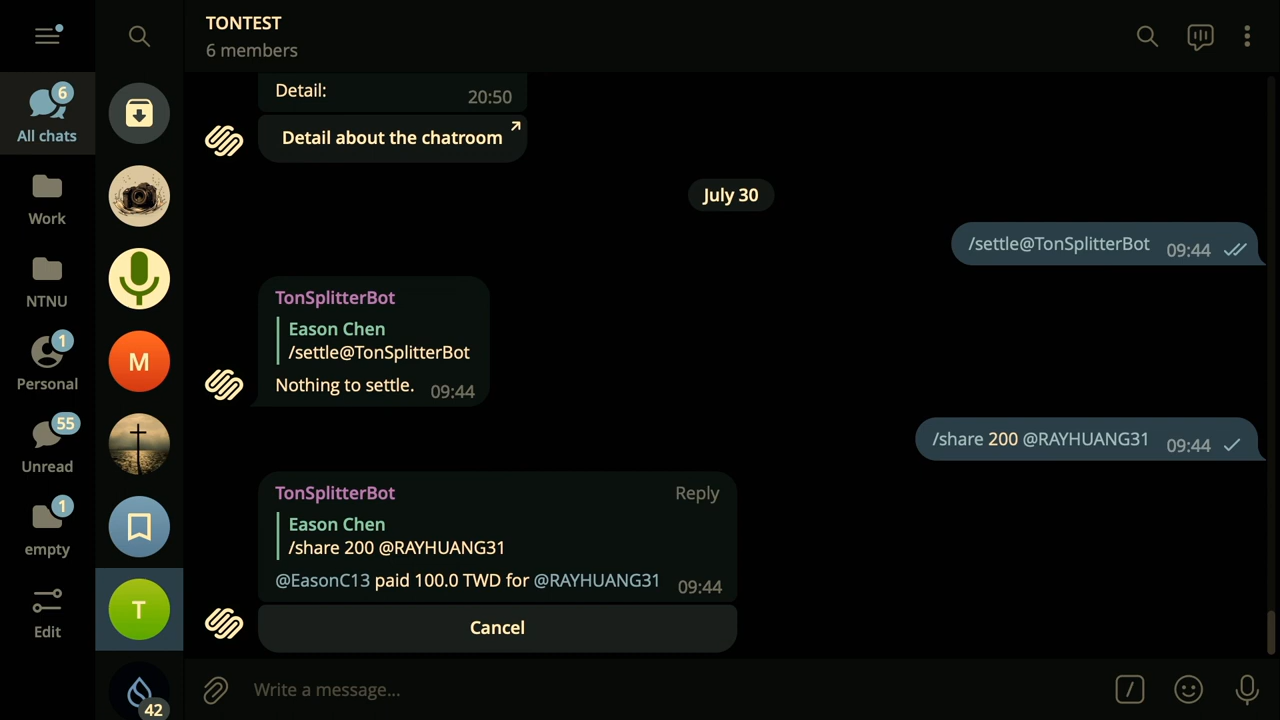 TONTEST
6 members
6
All chats
Work
NTNU
1
Personal
55
Unread
1
empty
Edit
M
T
42
Detail:
20:50
Detail about the chatroom
July 30
/settle@TonSplitterBot 09:44
TonSplitterBot
Eason Chen
/settle@TonSplitterBot
Nothing to settle. 09:44
/share 200 @RAYHUANG31 09:44
TonSplitterBot Reply
Eason Chen
/share 200 @RAYHUANG31
@EasonC13 paid 100.0 TWD for @RAYHUANG31 09:44
Cancel
Write a message...